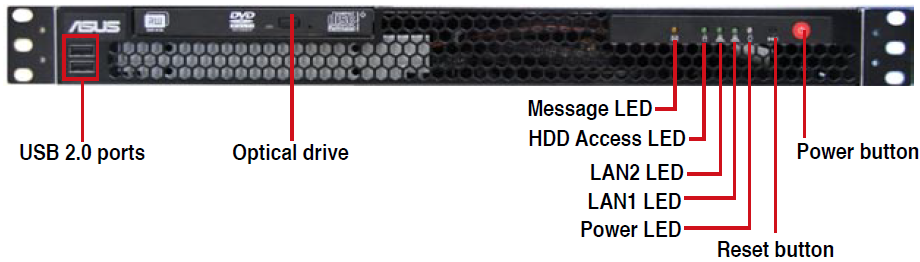 ASUS
RW
DVD
USB 2.0 ports
Optical drive
Message LED
HDD Access LED
LAN2 LED
LAN1 LED
Power LED
Reset button
Power button